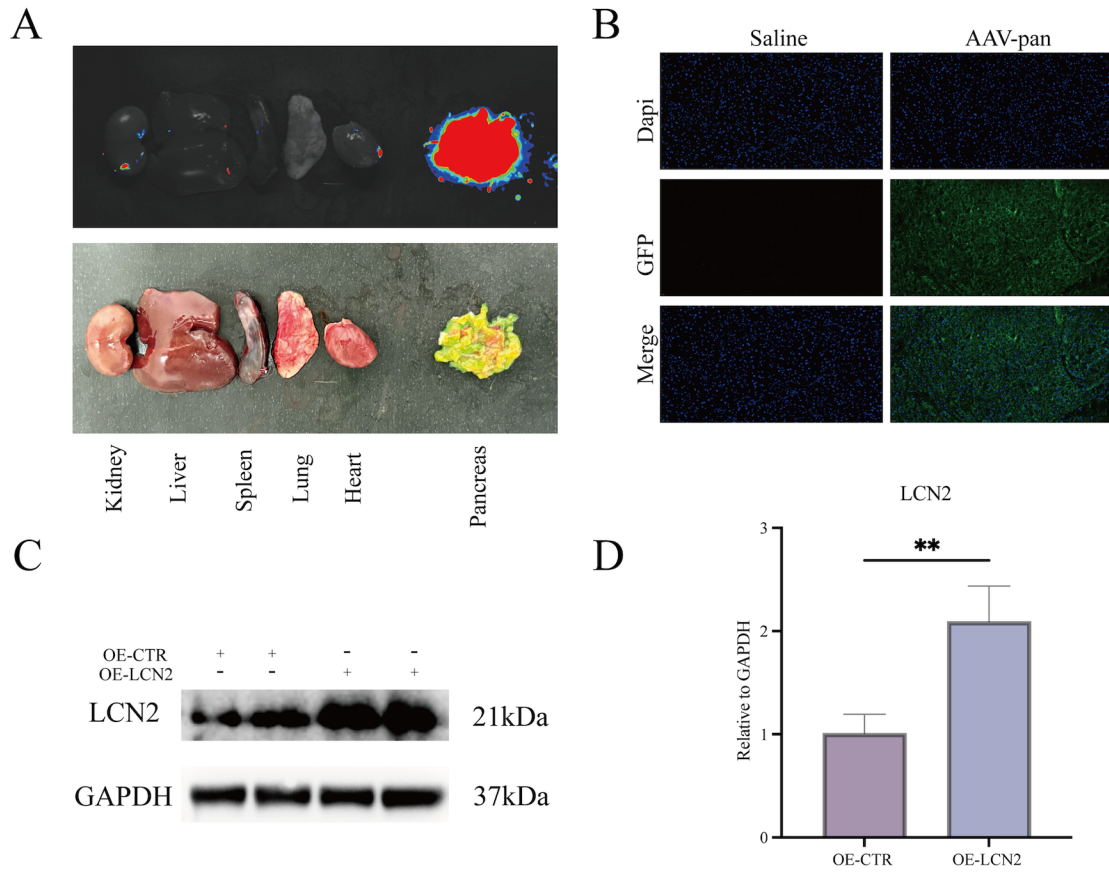 A
Kidney
Liver
Spleen
Lung
Heart
Pancreas
B
Saline AAV-pan
Dapi
GFP
Merge
C
OE-CTR + + - -
OE-LCN2 - - + +
LCN2 21kDa
GAPDH 37kDa
D
LCN2
**
Relative to GAPDH
3
2
1
0
OE-CTR OE-LCN2